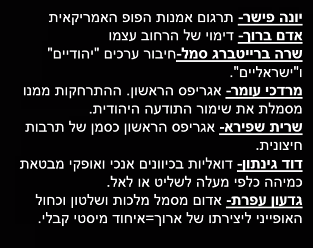 יונה פישר- תרגום אמנות הפופ האמריקאית
אדם ברוך- דימוי של הרחוב עצמו
שרה ברייטברג סמל-חיבור ערכים "יהודיים"
ו"ישראליים".
מרדכי עומר- אגריפס הראשון. ההתרחקות ממנו
מסמלת את שימור התודעה היהודית.
שרית שפירא- אגריפס הראשון כסמן של תרבות
חיצונית.
דוד גינתון- דואליות בכיוונים אנכי ואופקי מבטאת
כמיהה כלפי מעלה לשליט או לאל.
גדעון עפרת- אדום מסמל מלכות ושלטון וכחול
האופייני ליצירתו של ארוך=איחוד מיסטי קבלי.